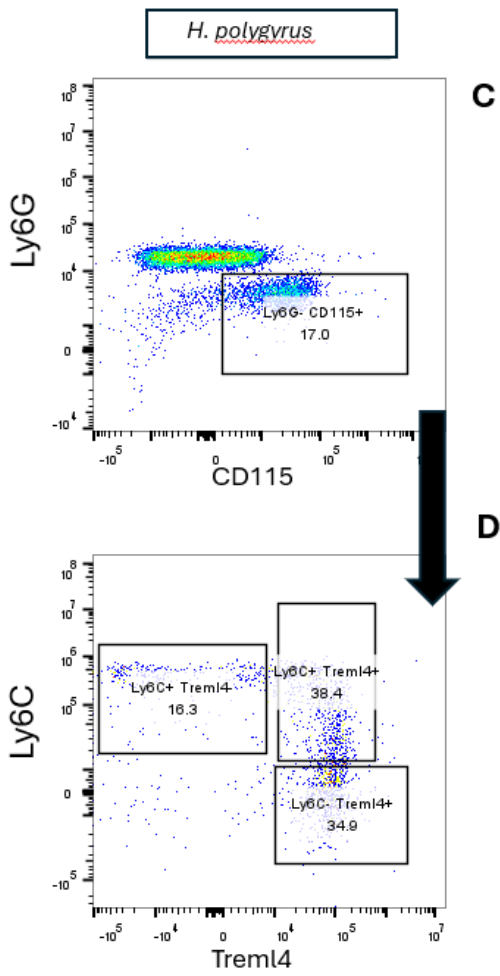 H. polygyrus
C
Ly6G
10^8
10^7
10^6
10^5
10^4
0
-10^4
Ly6G- CD115+
17.0
-10^5
0
10^5
CD115
D
Ly6C
10^8
10^7
10^6
10^5
0
-10^5
Ly6C+ Treml4-
16.3
Ly6C+ Treml4+
38.4
Ly6C- Treml4+
34.9
-10^5
-10^4
0
10^4
10^5
10^7
Treml4